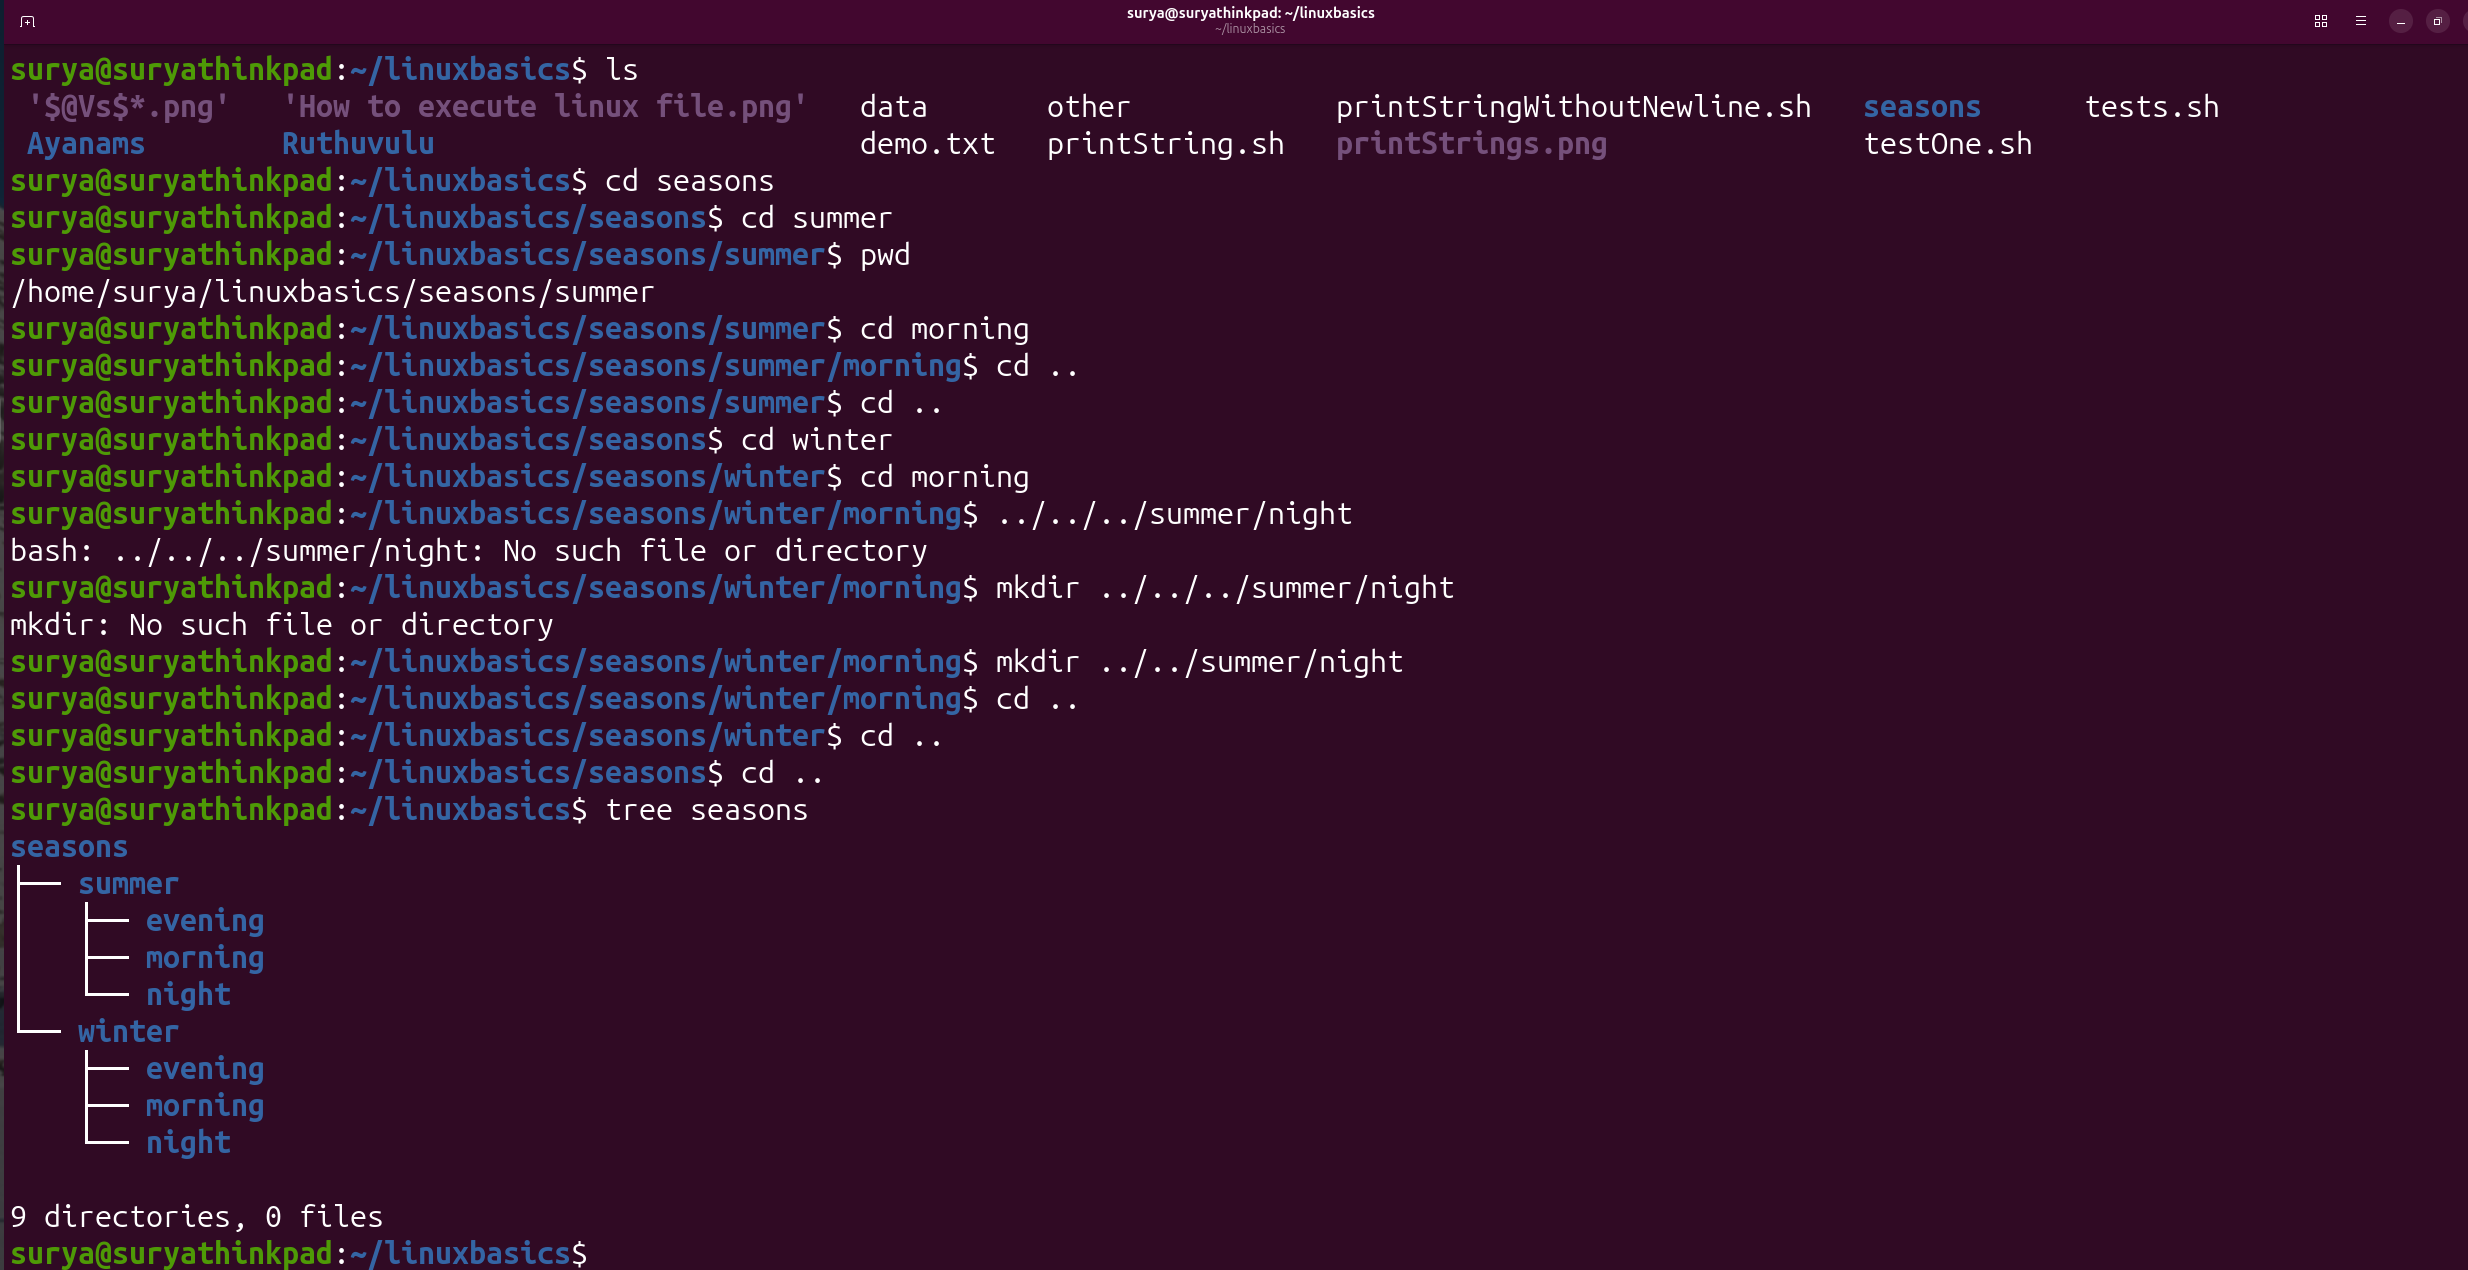 surya@suryathinkpad: ~/linuxbasics
~/linuxbasics
surya@suryathinkpad:~/linuxbasics$ ls
'$@Vs$*.png'   'How to execute linux file.png'   data       other            printStringWithoutNewline.sh   seasons      tests.sh
Ayanams        Ruthuvulu                         demo.txt   printString.sh   printStrings.png               testOne.sh
surya@suryathinkpad:~/linuxbasics$ cd seasons
surya@suryathinkpad:~/linuxbasics/seasons$ cd summer
surya@suryathinkpad:~/linuxbasics/seasons/summer$ pwd
/home/surya/linuxbasics/seasons/summer
surya@suryathinkpad:~/linuxbasics/seasons/summer$ cd morning
surya@suryathinkpad:~/linuxbasics/seasons/summer/morning$ cd ..
surya@suryathinkpad:~/linuxbasics/seasons/summer$ cd ..
surya@suryathinkpad:~/linuxbasics/seasons$ cd winter
surya@suryathinkpad:~/linuxbasics/seasons/winter$ cd morning
surya@suryathinkpad:~/linuxbasics/seasons/winter/morning$ ../../../summer/night
bash: ../../../summer/night: No such file or directory
surya@suryathinkpad:~/linuxbasics/seasons/winter/morning$ mkdir ../../../summer/night
mkdir: No such file or directory
surya@suryathinkpad:~/linuxbasics/seasons/winter/morning$ mkdir ../../summer/night
surya@suryathinkpad:~/linuxbasics/seasons/winter/morning$ cd ..
surya@suryathinkpad:~/linuxbasics/seasons/winter$ cd ..
surya@suryathinkpad:~/linuxbasics/seasons$ cd ..
surya@suryathinkpad:~/linuxbasics$ tree seasons
seasons
├── summer
│   ├── evening
│   ├── morning
│   └── night
└── winter
    ├── evening
    ├── morning
    └── night
9 directories, 0 files
surya@suryathinkpad:~/linuxbasics$